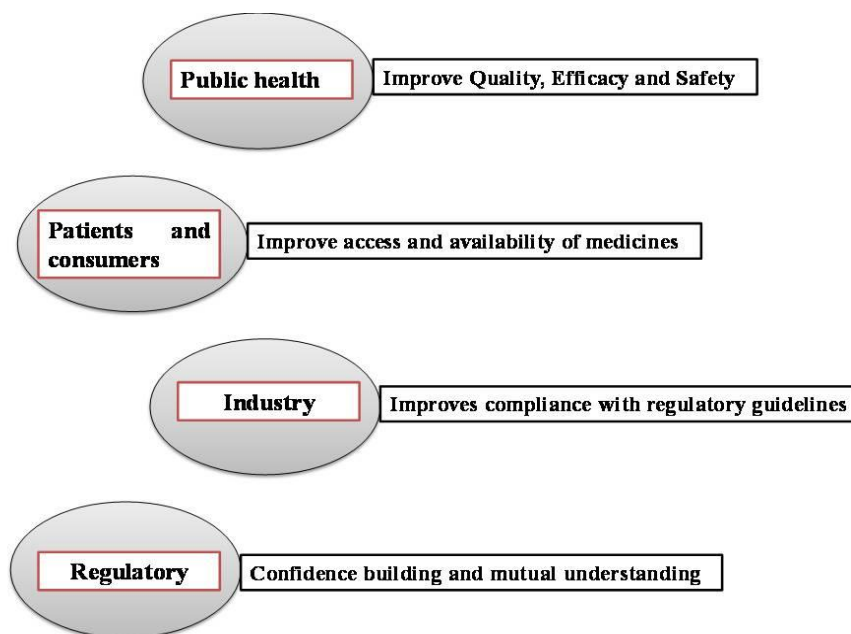 Public health
Improve Quality, Efficacy and Safety
Patients and
consumers
Improve access and availability of medicines
Industry
Improves compliance with regulatory guidelines
Regulatory
Confidence building and mutual understanding